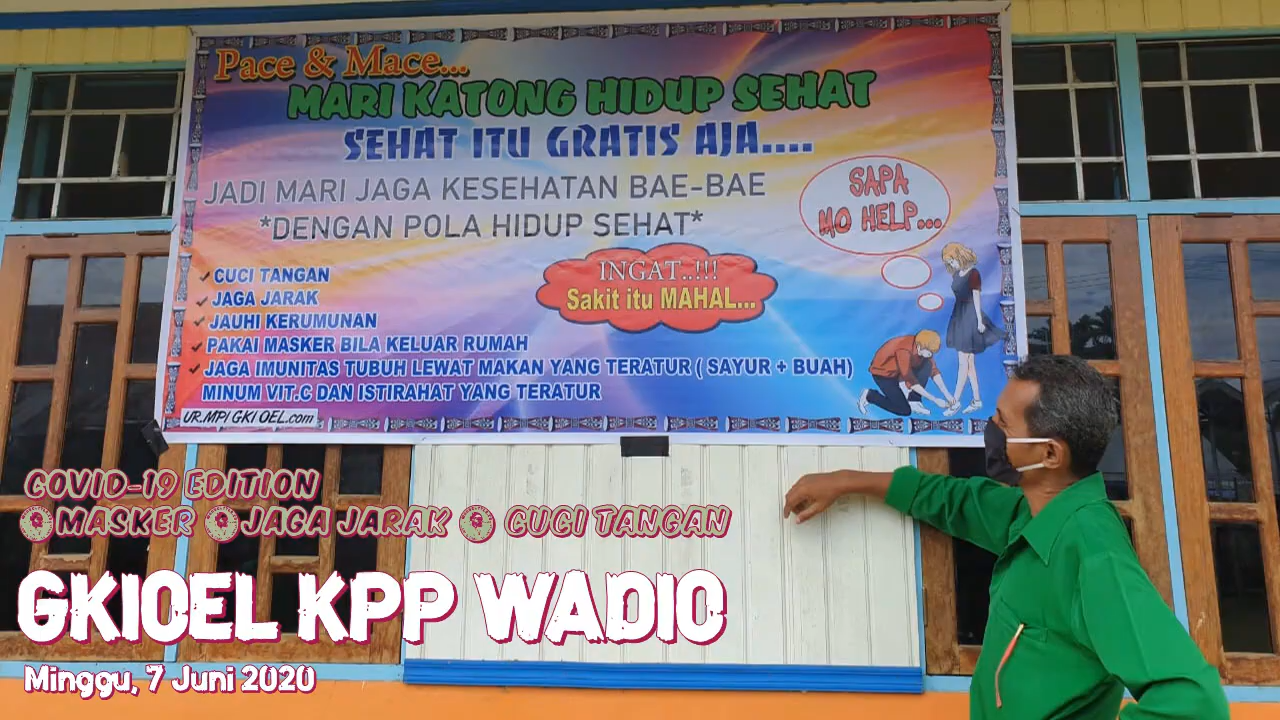 Pace & Mace...
MARI KATONG HIDUP SEHAT
SEHAT ITU GRATIS AJA....
JADI MARI JAGA KESEHATAN BAE-BAE
*DENGAN POLA HIDUP SEHAT*
SAPA
MO HELP...
INGAT..!!!
Sakit itu MAHAL...
CUCI TANGAN
JAGA JARAK
JAUHI KERUMUNAN
PAKAI MASKER BILA KELUAR RUMAH
JAGA IMUNITAS TUBUH LEWAT MAKAN YANG TERATUR ( SAYUR + BUAH)
MINUM VIT.C DAN ISTIRAHAT YANG TERATUR
UR.MPI GKI OEL.com
COVID-19 EDITION
MASKER JAGA JARAK CUCI TANGAN
GKIOEL KPP WADIO
Minggu, 7 Juni 2020